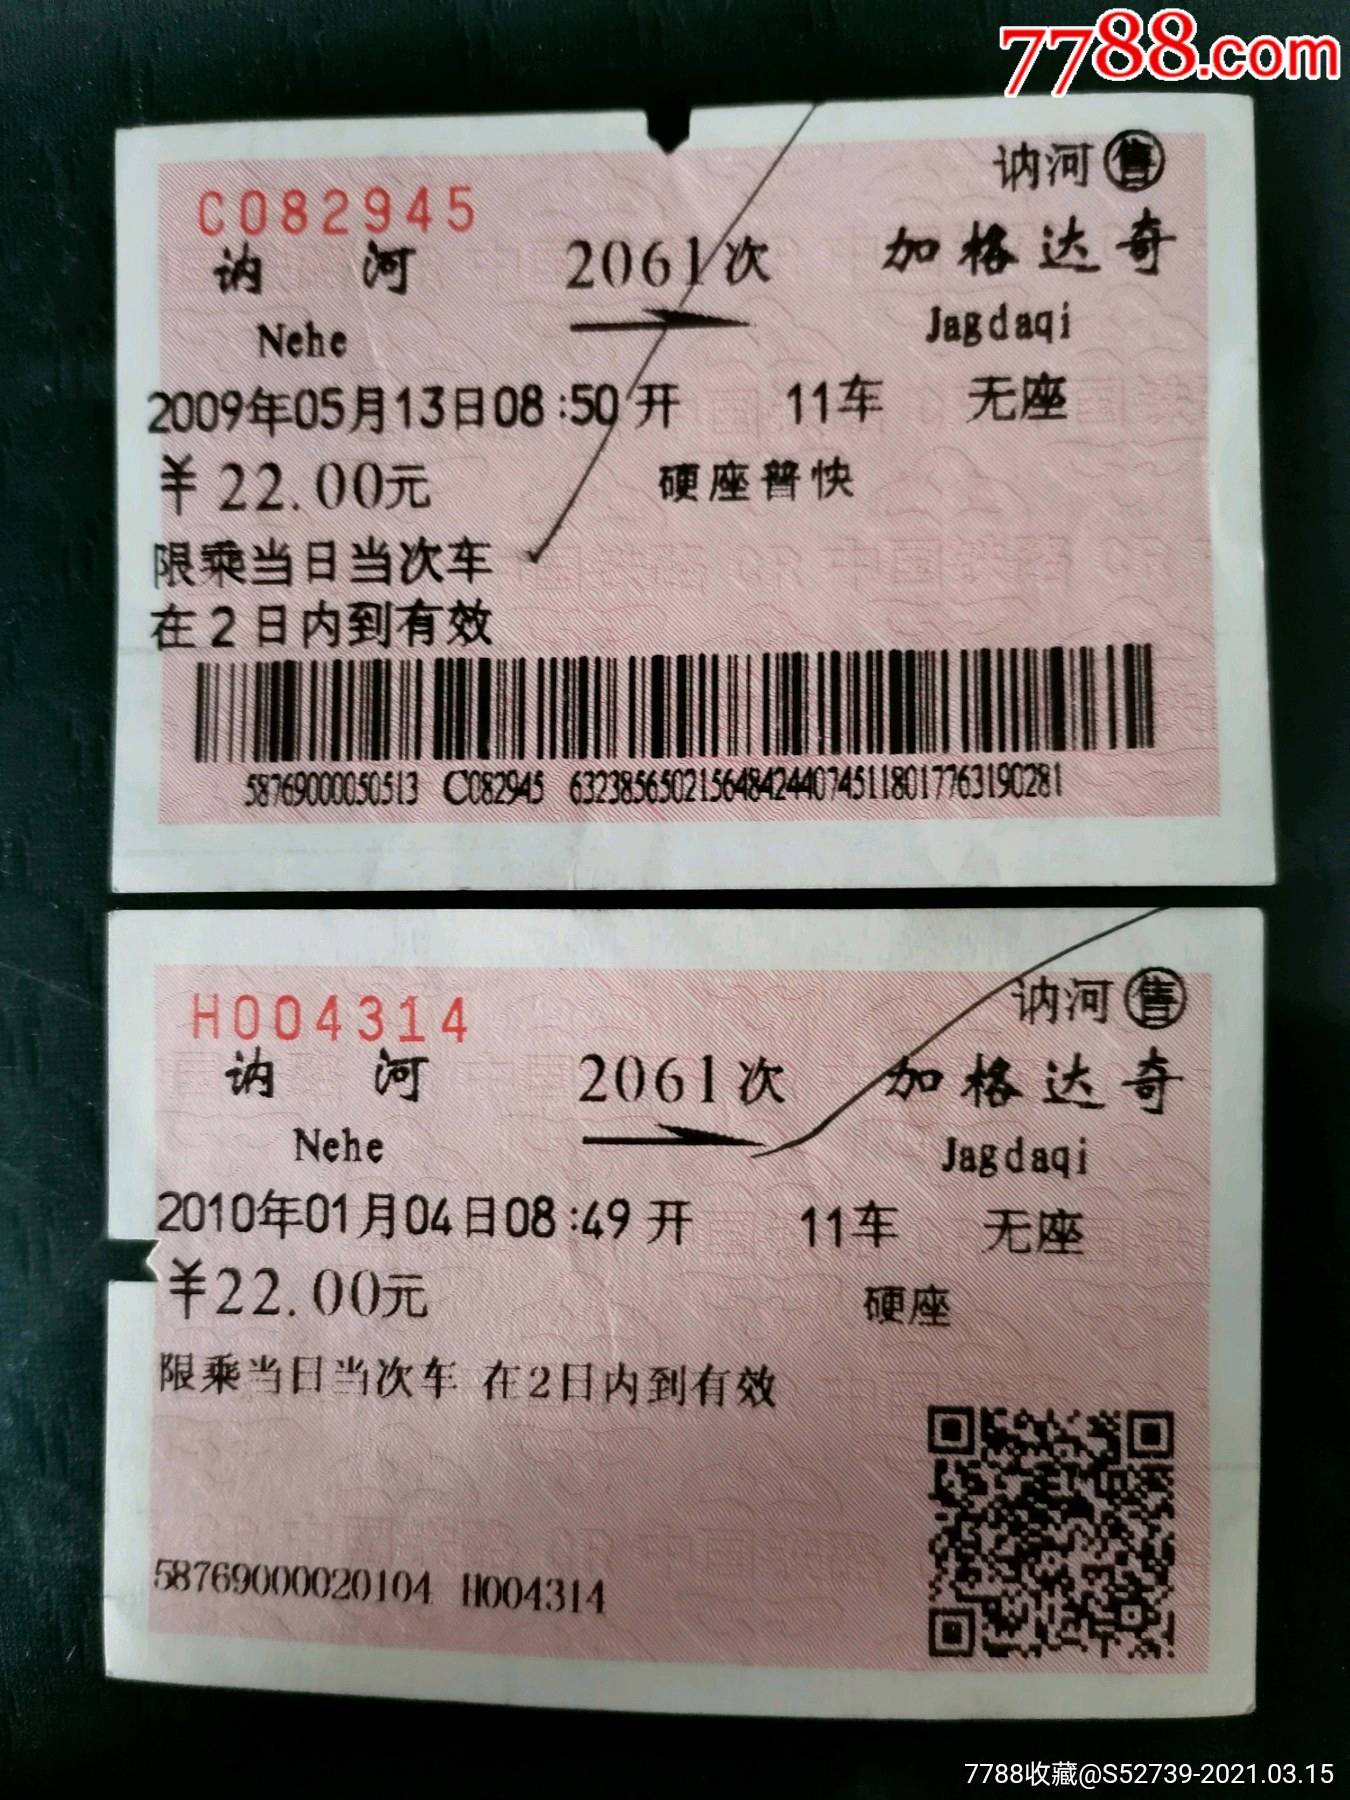 7788.com
讷河 售
C082945
讷 河 2061次 加格达奇
Nehe Jagdaqi
2009年05月13日08:50开 11车 无座
¥22.00元 硬座普快
限乘当日当次车
在2日内到有效
58769000050513 C082945 63238565021564842440745118017763190281
讷河 售
H004314
讷 河 2061次 加格达奇
Nehe Jagdaqi
2010年01月04日08:49开 11车 无座
¥22.00元 硬座
限乘当日当次车 在2日内到有效
58769000020104 H004314
7788收藏@S52739-2021.03.15